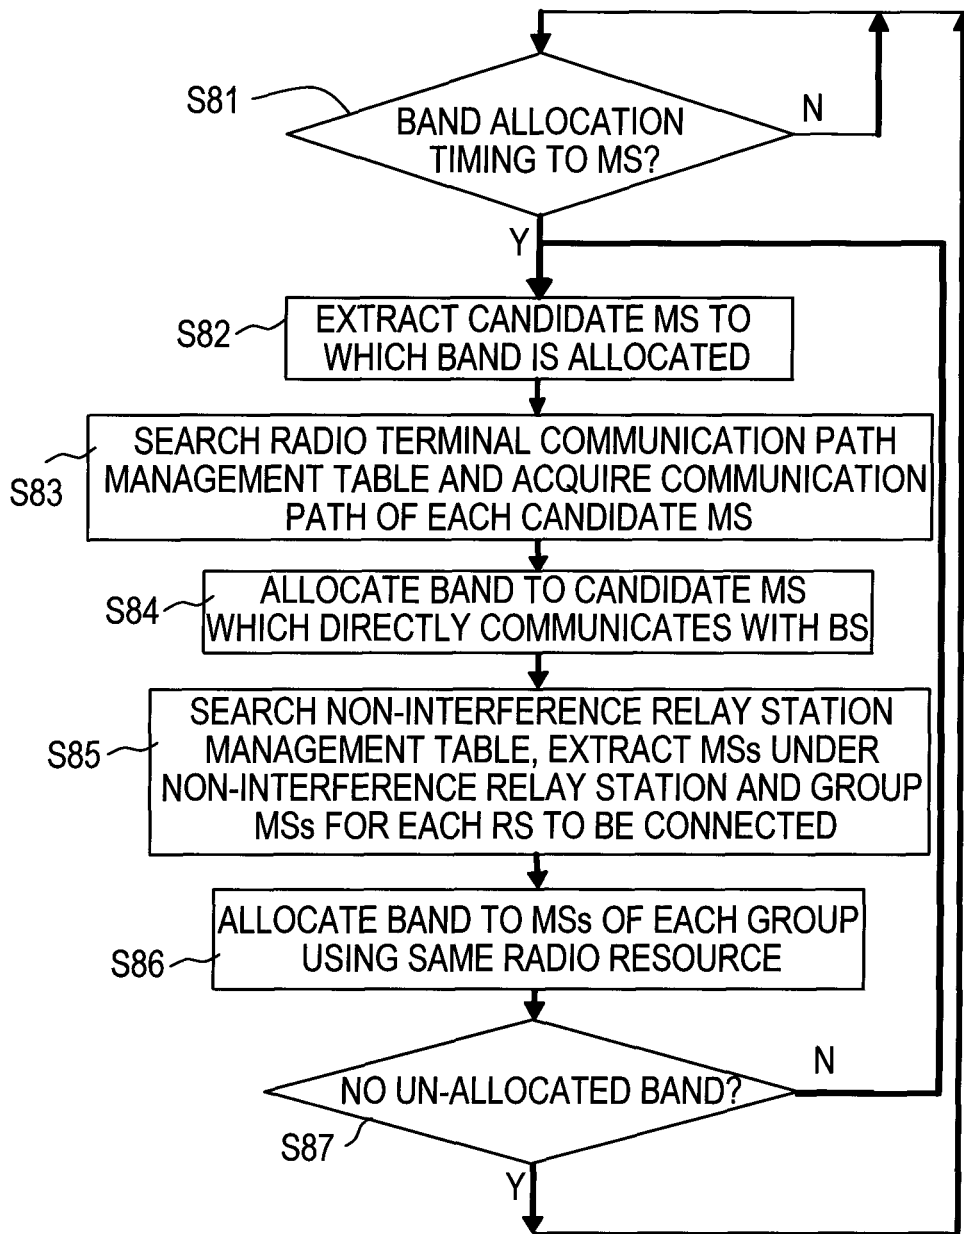 S81
BAND ALLOCATION
TIMING TO MS?
N
Y
S82
EXTRACT CANDIDATE MS TO
WHICH BAND IS ALLOCATED
S83
SEARCH RADIO TERMINAL COMMUNICATION PATH
MANAGEMENT TABLE AND ACQUIRE COMMUNICATION
PATH OF EACH CANDIDATE MS
S84
ALLOCATE BAND TO CANDIDATE MS
WHICH DIRECTLY COMMUNICATES WITH BS
S85
SEARCH NON-INTERFERENCE RELAY STATION
MANAGEMENT TABLE, EXTRACT MSs UNDER
NON-INTERFERENCE RELAY STATION AND GROUP
MSs FOR EACH RS TO BE CONNECTED
S86
ALLOCATE BAND TO MSs OF EACH GROUP
USING SAME RADIO RESOURCE
S87
NO UN-ALLOCATED BAND?
N
Y